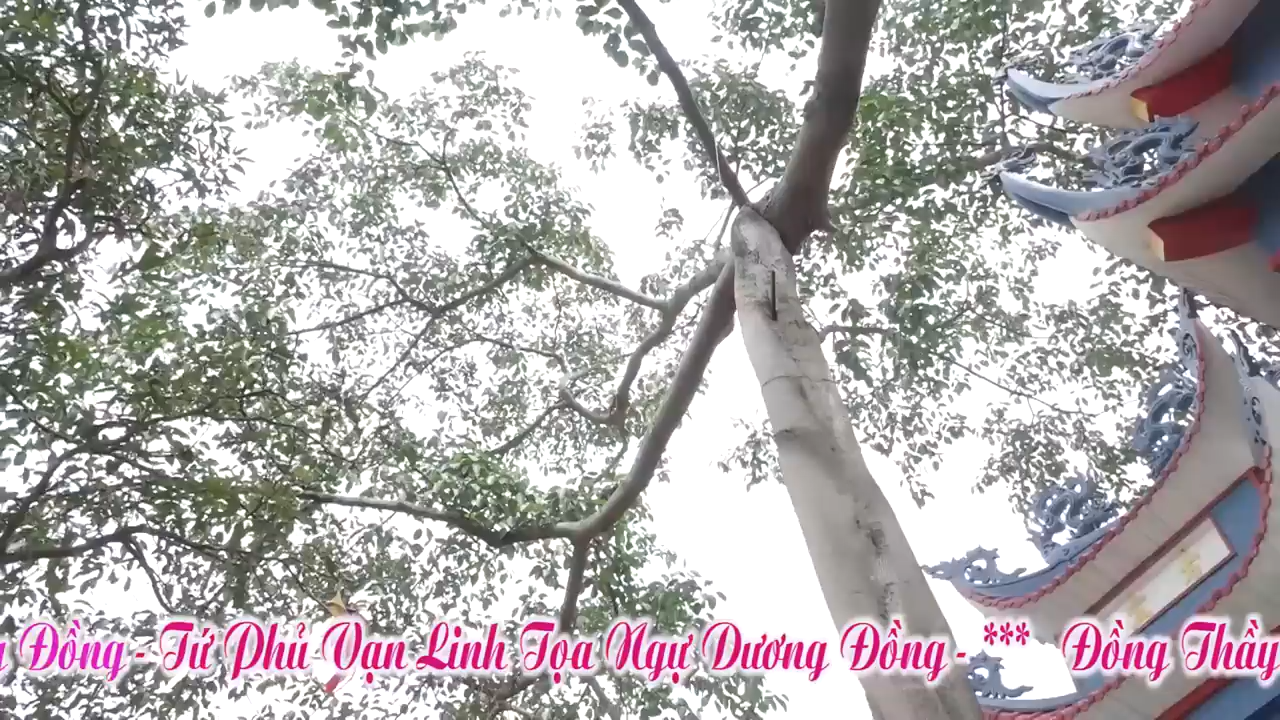 Đồng - Tứ Phủ Vạn Linh Tọa Ngự Dương Đồng - *** Đồng Thầy